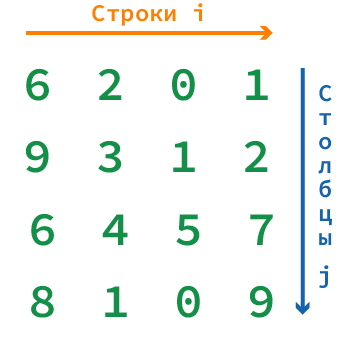 Строки i
6 2 0 1
9 3 1 2
6 4 5 7
8 1 0 9
Столбцы j